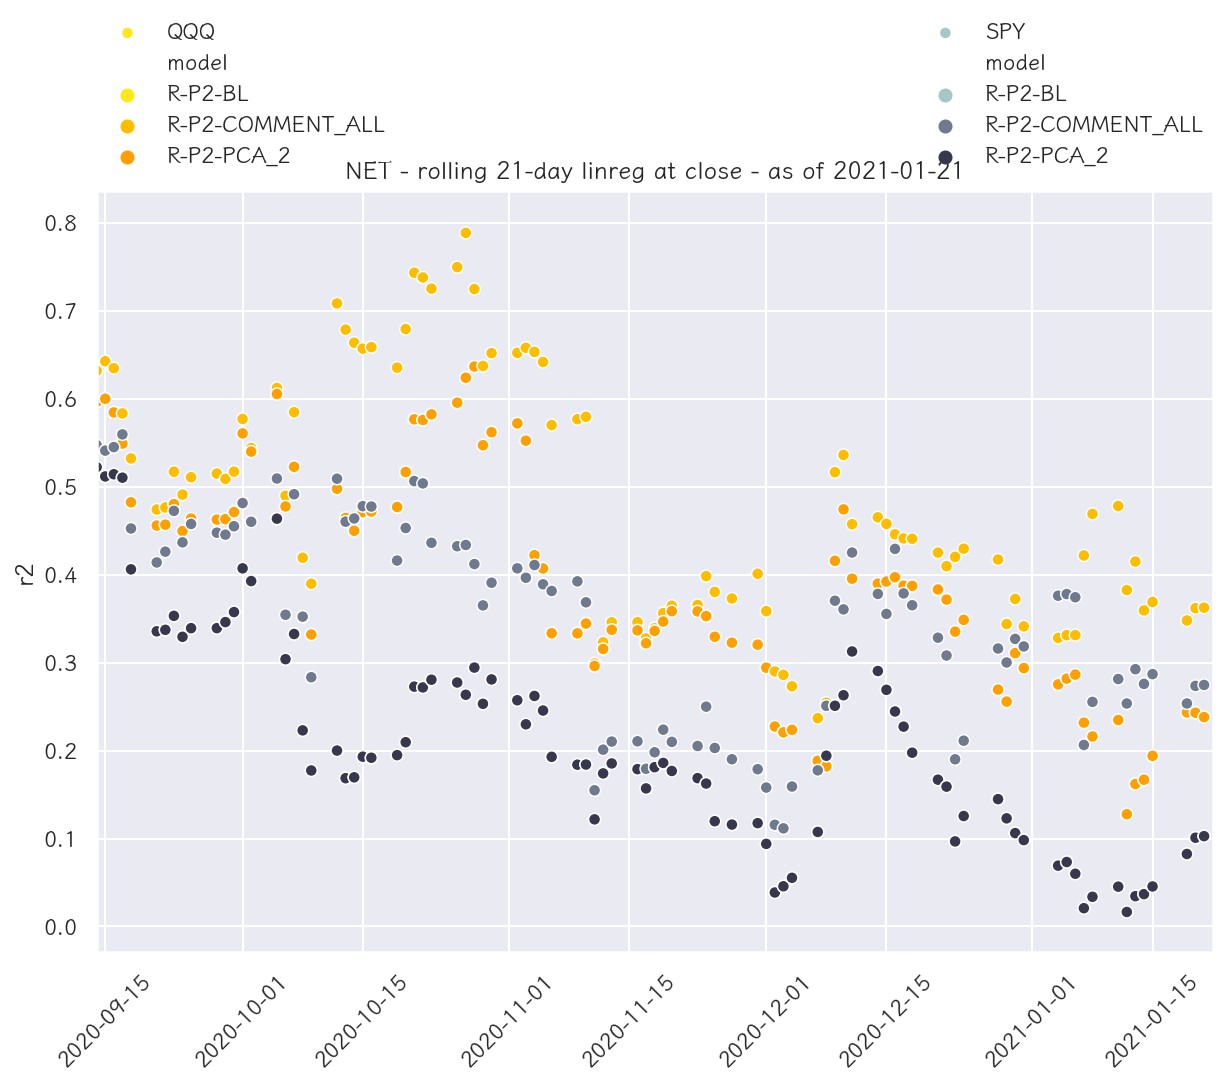 QQQ
model
R-P2-BL
R-P2-COMMENT_ALL
R-P2-PCA_2
SPY
model
R-P2-BL
R-P2-COMMENT_ALL
R-P2-PCA_2
NET - rolling 21-day linreg at close - as of 2021-01-21
r2
0.8
0.7
0.6
0.5
0.4
0.3
0.2
0.1
0.0
2020-09-15
2020-10-01
2020-10-15
2020-11-01
2020-11-15
2020-12-01
2020-12-15
2021-01-01
2021-01-15